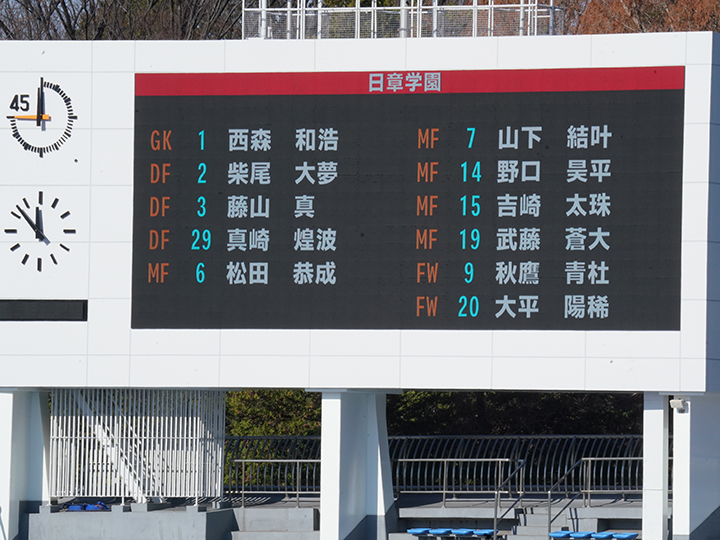 日章学園
45
GK 1 西森 和浩
DF 2 柴尾 大夢
DF 3 藤山 真
DF 29 真崎 煌波
MF 6 松田 恭成
MF 7 山下 結叶
MF 14 野口 昊平
MF 15 吉崎 太珠
MF 19 武藤 蒼大
FW 9 秋鷹 青杜
FW 20 大平 陽稀